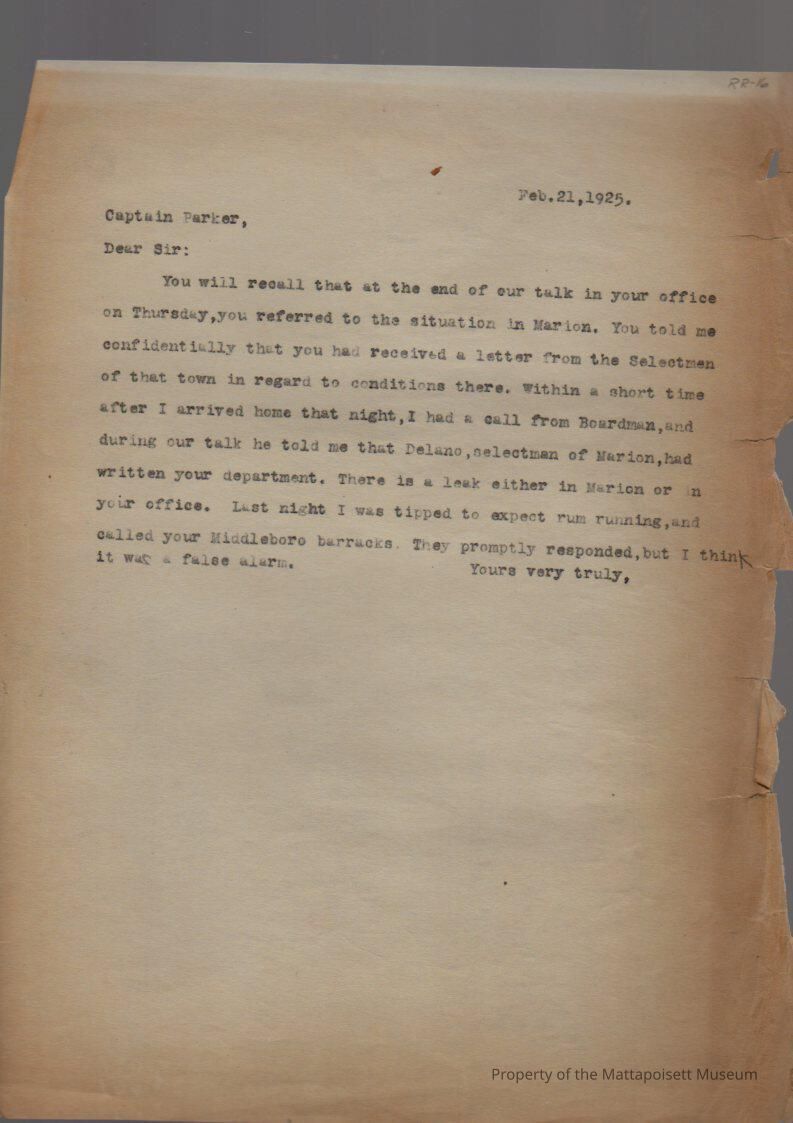 RR-16
Feb.21,1925.
Captain Parker,
Dear Sir:
You will recall that at the end of our talk in your office
on Thursday,you referred to the situation in Marion. You told me
confidentially that you had received a letter from the Selectmen
of that town in regard to conditions there. Within a short time
after I arrived home that night,I had a call from Boardman,and
during our talk he told me that Delano,selectman of Marion,had
written your department. There is a leak either in Marion or in
your office. Last night I was tipped to expect rum running,and
called your Middleboro barracks. They promptly responded,but I think
it was a false alarm.
Yours very truly,
Property of the Mattapoisett Museum